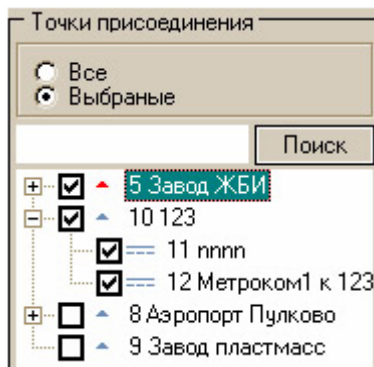 Точки присоединения
Все
Выбраные
Поиск
5 Завод ЖБИ
10 123
11 nnnn
12 Метроком1 к 123
8 Аэропорт Пулково
9 Завод пластмасс